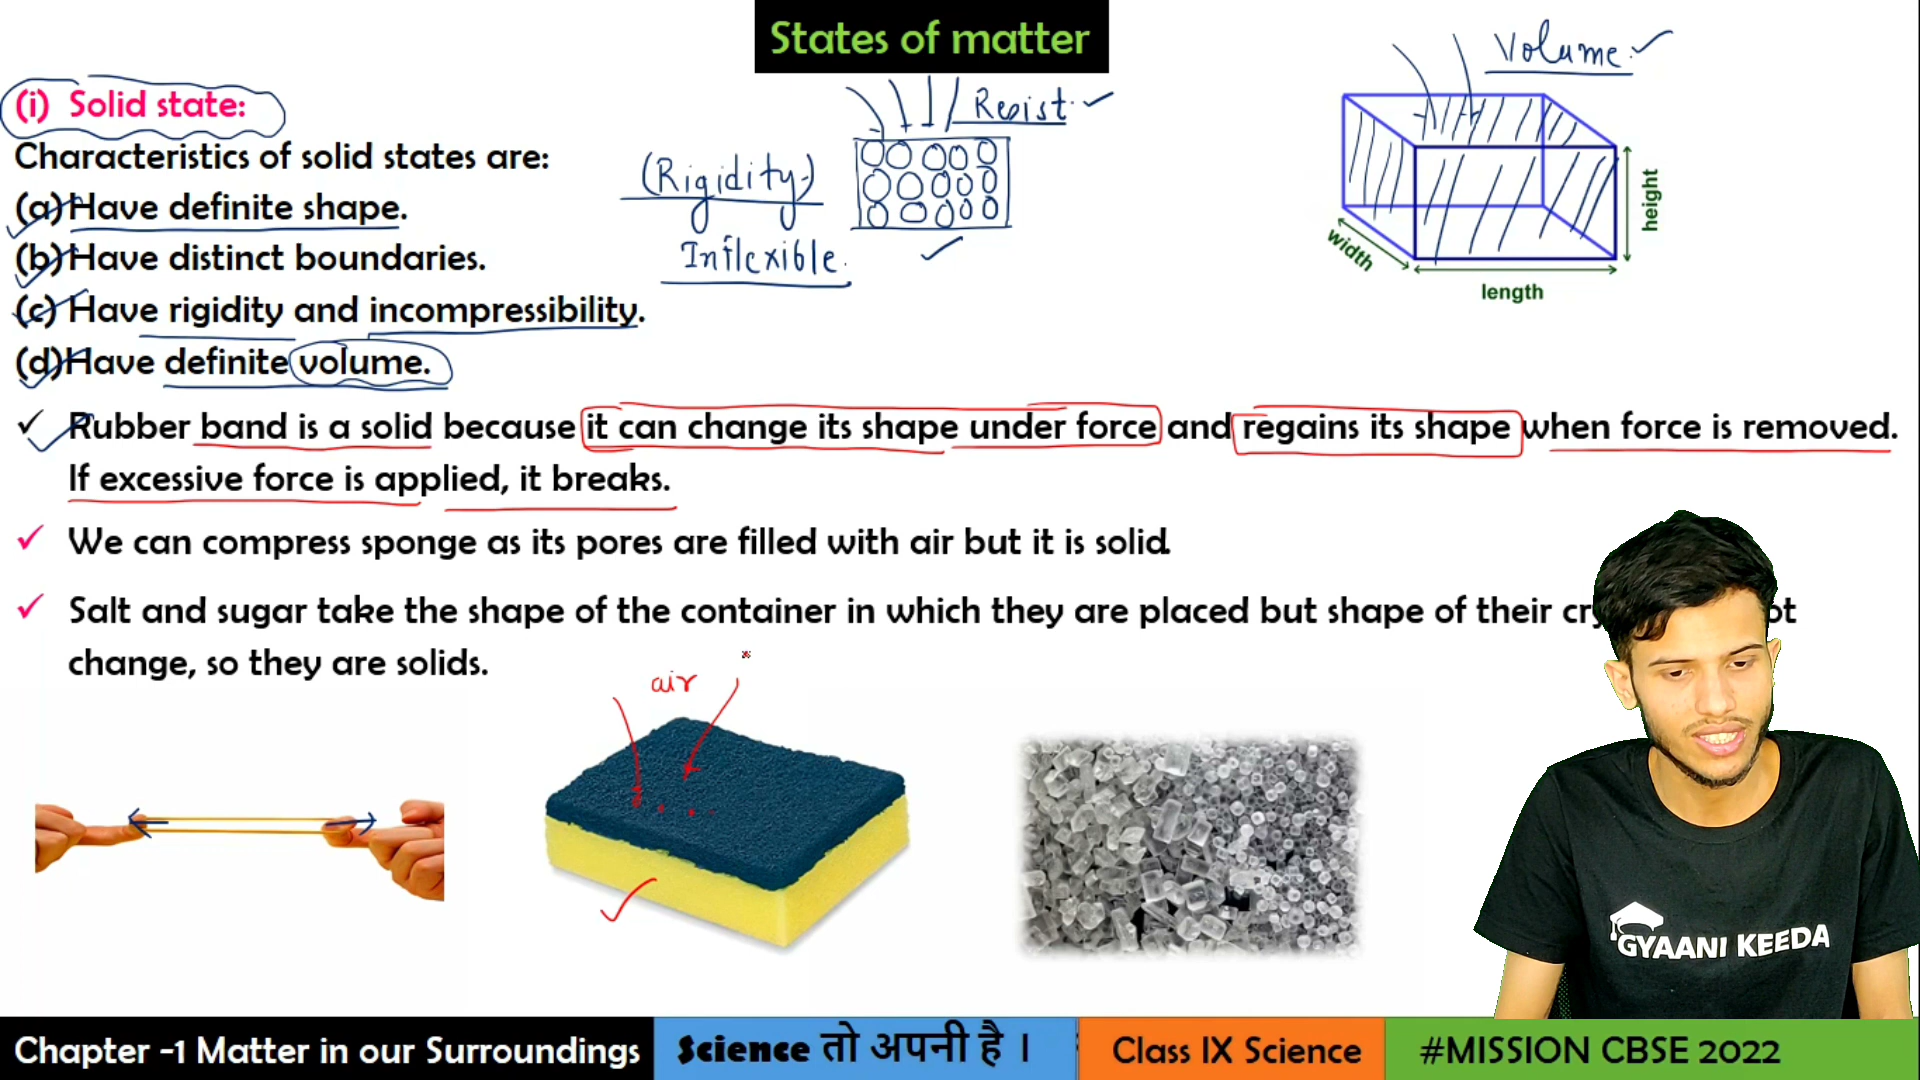 States of matter
Volume.
(i) Solid state:
Resist.
Characteristics of solid states are:
(Rigidity)
(a) Have definite shape.
height
width
(b) Have distinct boundaries.
Inflexible.
length
(c) Have rigidity and incompressibility.
(d) Have definite volume.
Rubber band is a solid because it can change its shape under force and regains its shape when force is removed.
If excessive force is applied, it breaks.
We can compress sponge as its pores are filled with air but it is solid.
Salt and sugar take the shape of the container in which they are placed but shape of their
change, so they are solids.
air
GYAANI KEEDA
Chapter -1 Matter in our Surroundings
Science तो अपनी है ।
Class IX Science
#MISSION CBSE 2022